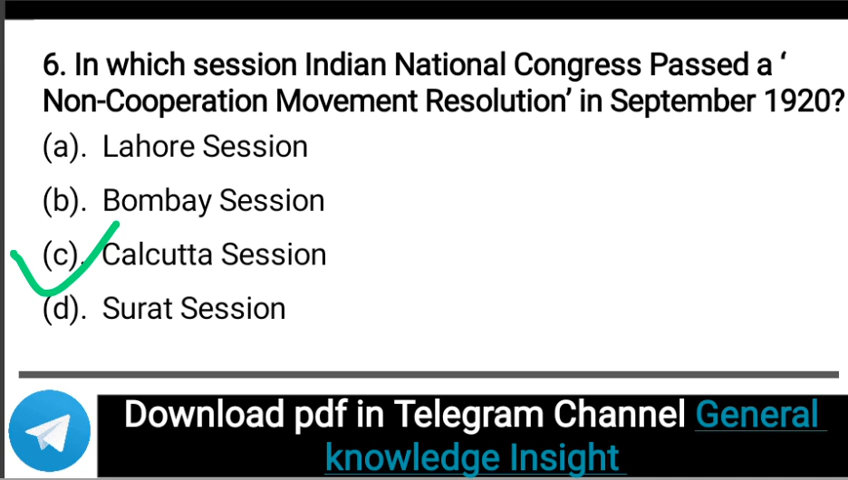 6. In which session Indian National Congress Passed a ‘
Non-Cooperation Movement Resolution’ in September 1920?
(a). Lahore Session
(b). Bombay Session
(c). Calcutta Session
(d). Surat Session
Download pdf in Telegram Channel General
knowledge Insight